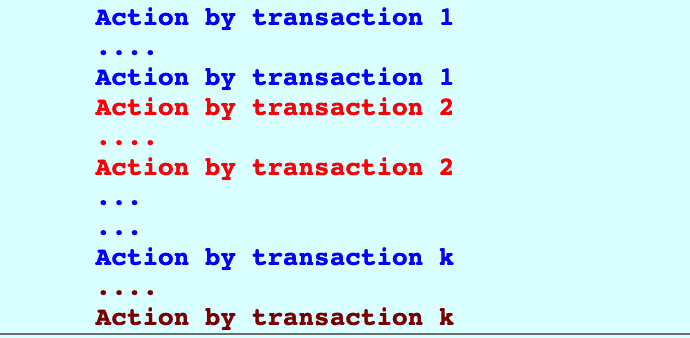 Action by transaction 1
....
Action by transaction 1
Action by transaction 2
....
Action by transaction 2
...
...
Action by transaction k
....
Action by transaction k